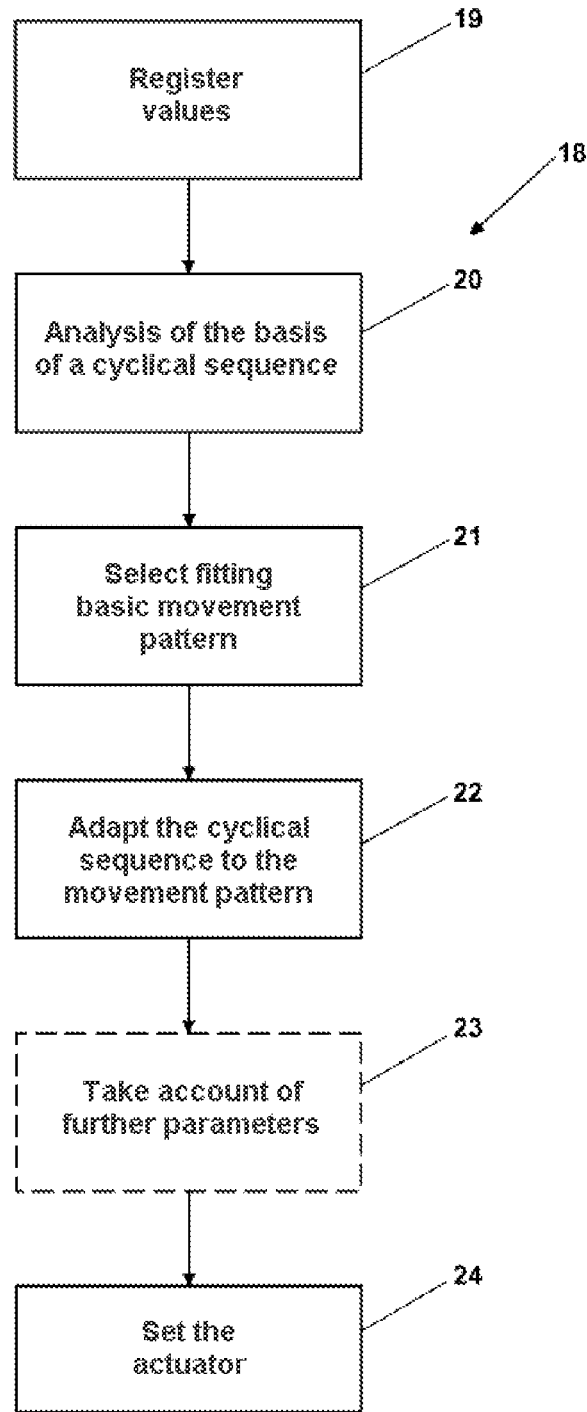 19
Register
values
18
20
Analysis of the basis
of a cyclical sequence
21
Select fitting
basic movement
pattern
22
Adapt the cyclical
sequence to the
movement pattern
23
Take account of
further parameters
24
Set the
actuator